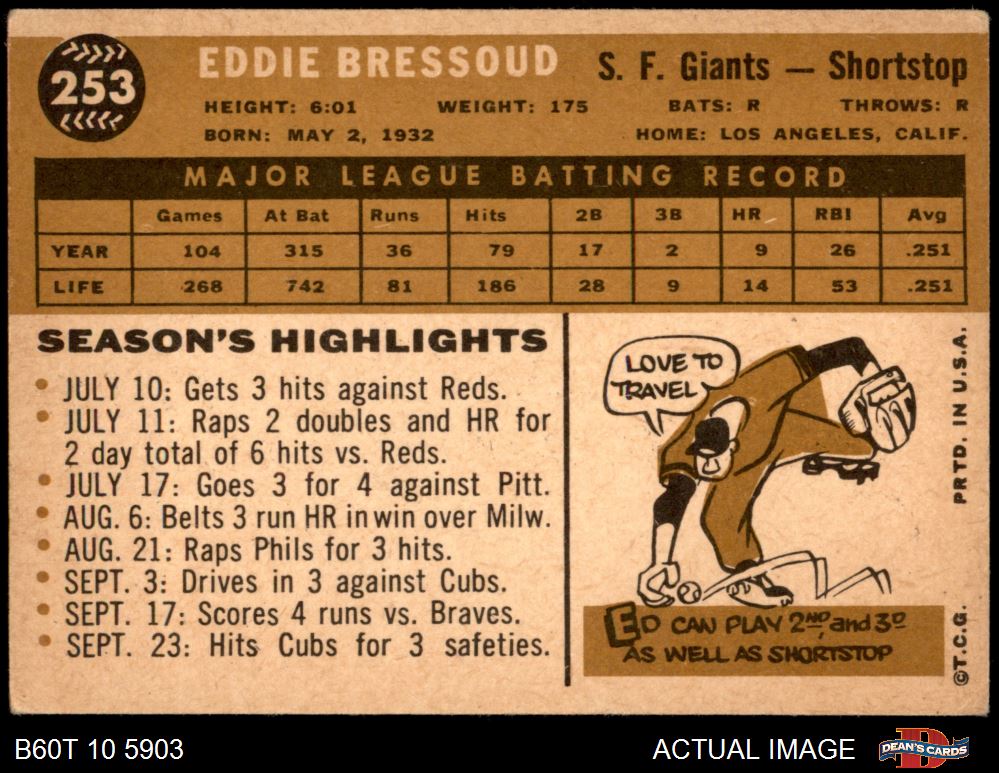 253
EDDIE BRESSOUD
S. F. Giants — Shortstop
HEIGHT: 6:01 WEIGHT: 175 BATS: R THROWS: R
BORN: MAY 2, 1932 HOME: LOS ANGELES, CALIF.
MAJOR LEAGUE BATTING RECORD
Games At Bat Runs Hits 2B 3B HR RBI Avg
YEAR 104 315 36 79 17 2 9 26 .251
LIFE 268 742 81 186 28 9 14 53 .251
SEASON'S HIGHLIGHTS
• JULY 10: Gets 3 hits against Reds.
• JULY 11: Raps 2 doubles and HR for
2 day total of 6 hits vs. Reds.
• JULY 17: Goes 3 for 4 against Pitt.
• AUG. 6: Belts 3 run HR in win over Milw.
• AUG. 21: Raps Phils for 3 hits.
• SEPT. 3: Drives in 3 against Cubs.
• SEPT. 17: Scores 4 runs vs. Braves.
• SEPT. 23: Hits Cubs for 3 safeties.
LOVE TO
TRAVEL
ED CAN PLAY 2ND, and 3D
AS WELL AS SHORTSTOP
©T.C.G. PRTD. IN U.S.A.
B60T 10 5903
ACTUAL IMAGE
DEAN'S CARDS